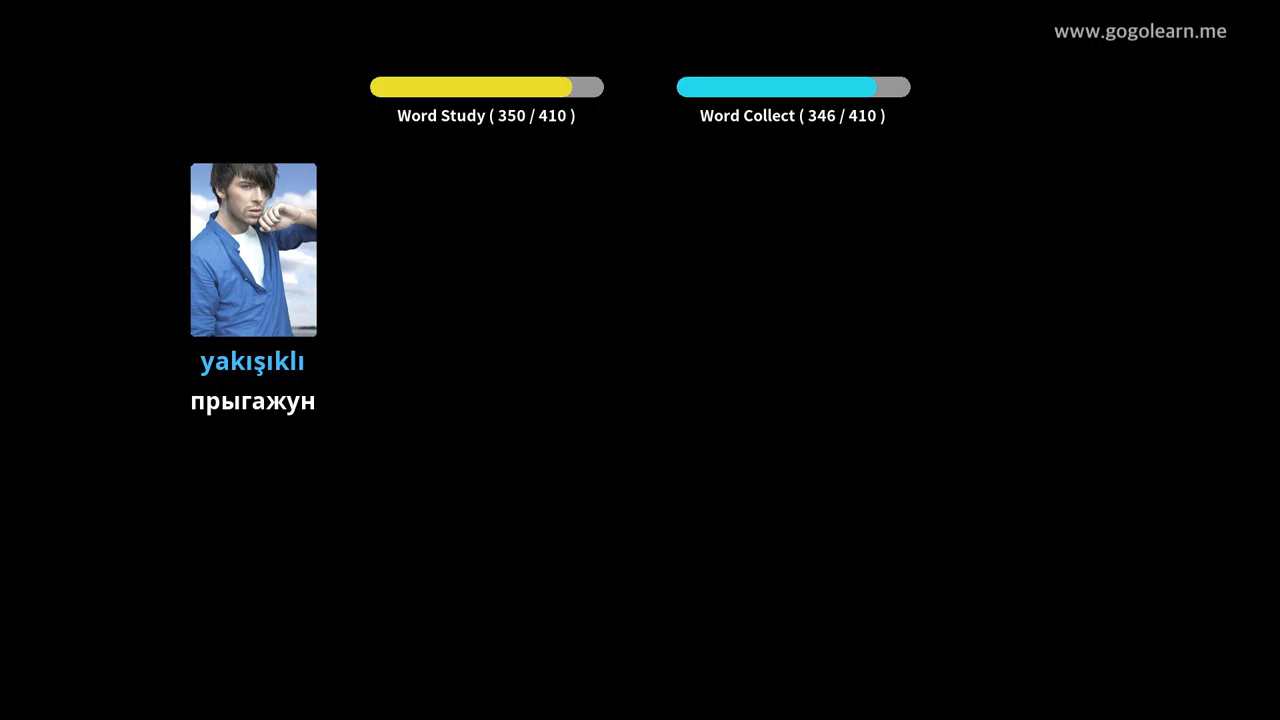 www.gogolearn.me
Word Study ( 350 / 410 )
Word Collect ( 346 / 410 )
yakışıklı
прыгажун